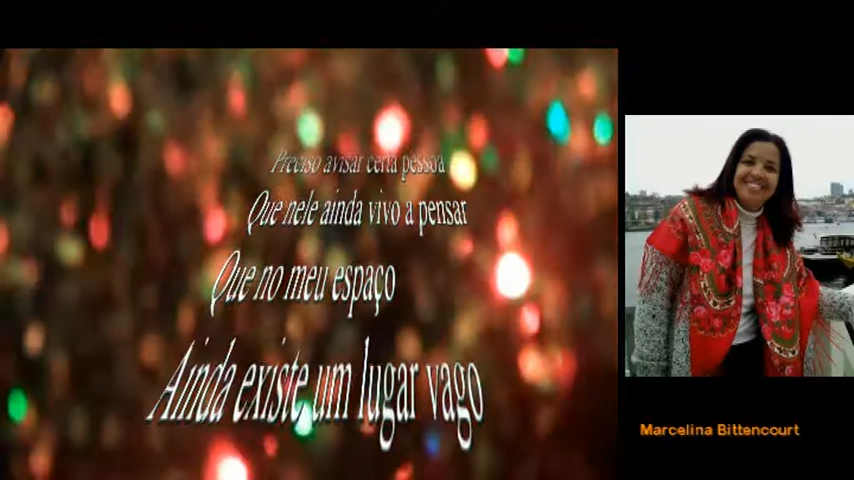 Preciso avisar certa pessoa
Que nele ainda vivo a pensar
Que no meu espaço
Ainda existe um lugar vago
Marcelina Bittencourt